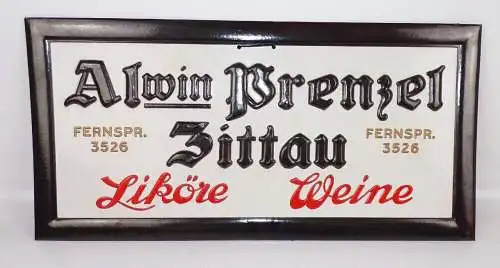 Alwin Prenzel
FERNSPR. 3526 Zittau FERNSPR. 3526
Liköre Weine